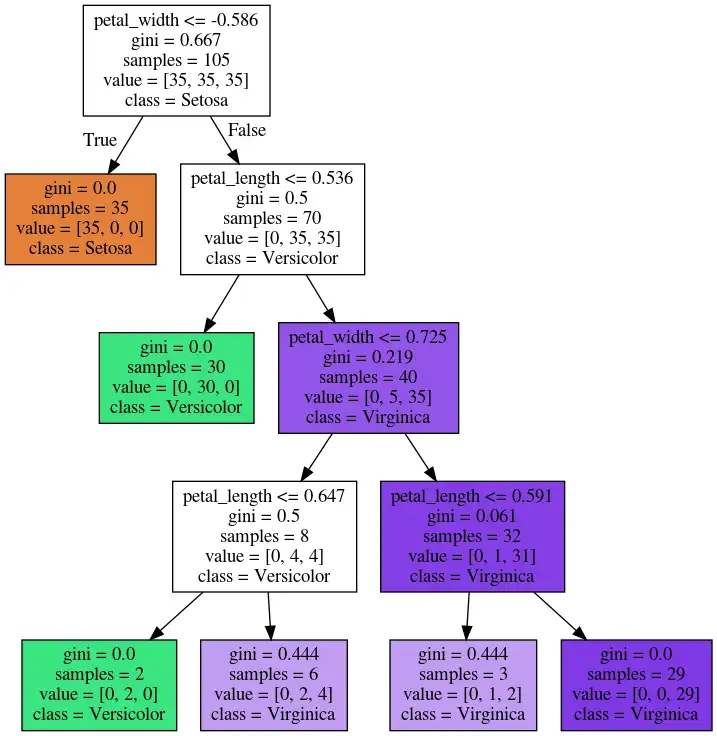 petal_width <= -0.586
gini = 0.667
samples = 105
value = [35, 35, 35]
class = Setosa
True
False
gini = 0.0
samples = 35
value = [35, 0, 0]
class = Setosa
petal_length <= 0.536
gini = 0.5
samples = 70
value = [0, 35, 35]
class = Versicolor
gini = 0.0
samples = 30
value = [0, 30, 0]
class = Versicolor
petal_width <= 0.725
gini = 0.219
samples = 40
value = [0, 5, 35]
class = Virginica
petal_length <= 0.647
gini = 0.5
samples = 8
value = [0, 4, 4]
class = Versicolor
petal_length <= 0.591
gini = 0.061
samples = 32
value = [0, 1, 31]
class = Virginica
gini = 0.0
samples = 2
value = [0, 2, 0]
class = Versicolor
gini = 0.444
samples = 6
value = [0, 2, 4]
class = Virginica
gini = 0.444
samples = 3
value = [0, 1, 2]
class = Virginica
gini = 0.0
samples = 29
value = [0, 0, 29]
class = Virginica